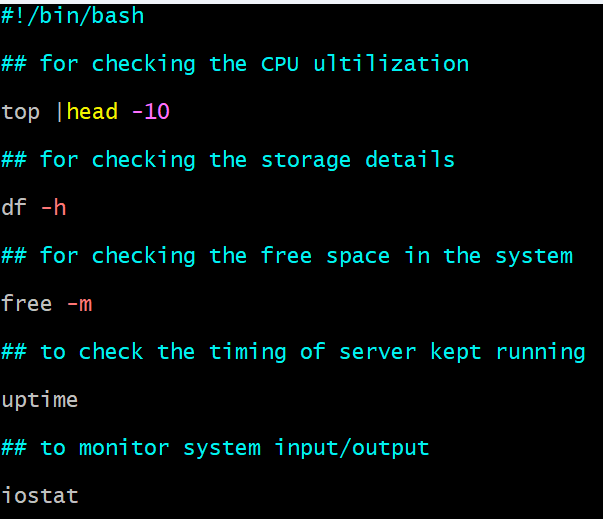 #!/bin/bash
## for checking the CPU ultilization
top |head -10
## for checking the storage details
df -h
## for checking the free space in the system
free -m
## to check the timing of server kept running
uptime
## to monitor system input/output
iostat